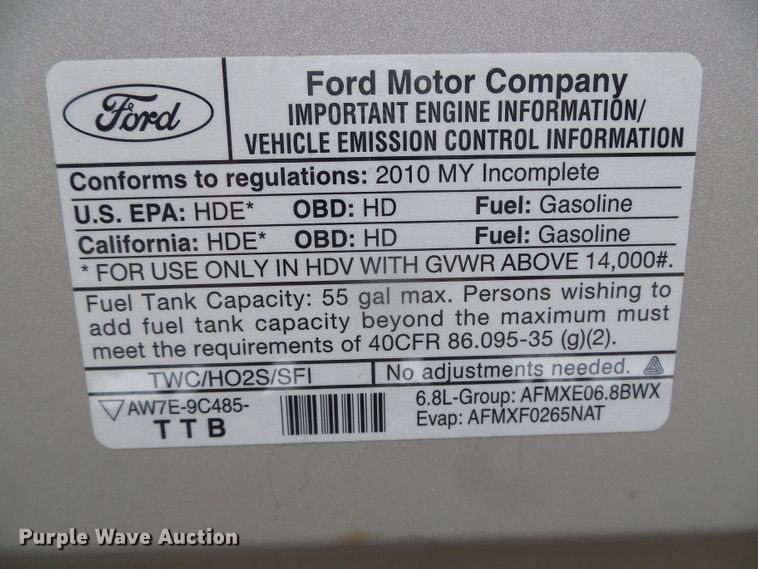 Ford
Ford Motor Company
IMPORTANT ENGINE INFORMATION/
VEHICLE EMISSION CONTROL INFORMATION
Conforms to regulations: 2010 MY Incomplete
U.S. EPA: HDE* OBD: HD Fuel: Gasoline
California: HDE* OBD: HD Fuel: Gasoline
* FOR USE ONLY IN HDV WITH GVWR ABOVE 14,000#.
Fuel Tank Capacity: 55 gal max. Persons wishing to
add fuel tank capacity beyond the maximum must
meet the requirements of 40CFR 86.095-35 (g)(2).
TWC/HO2S/SFI No adjustments needed.
AW7E-9C485-
TTB
6.8L-Group: AFMXE06.8BWX
Evap: AFMXF0265NAT
Purple Wave Auction